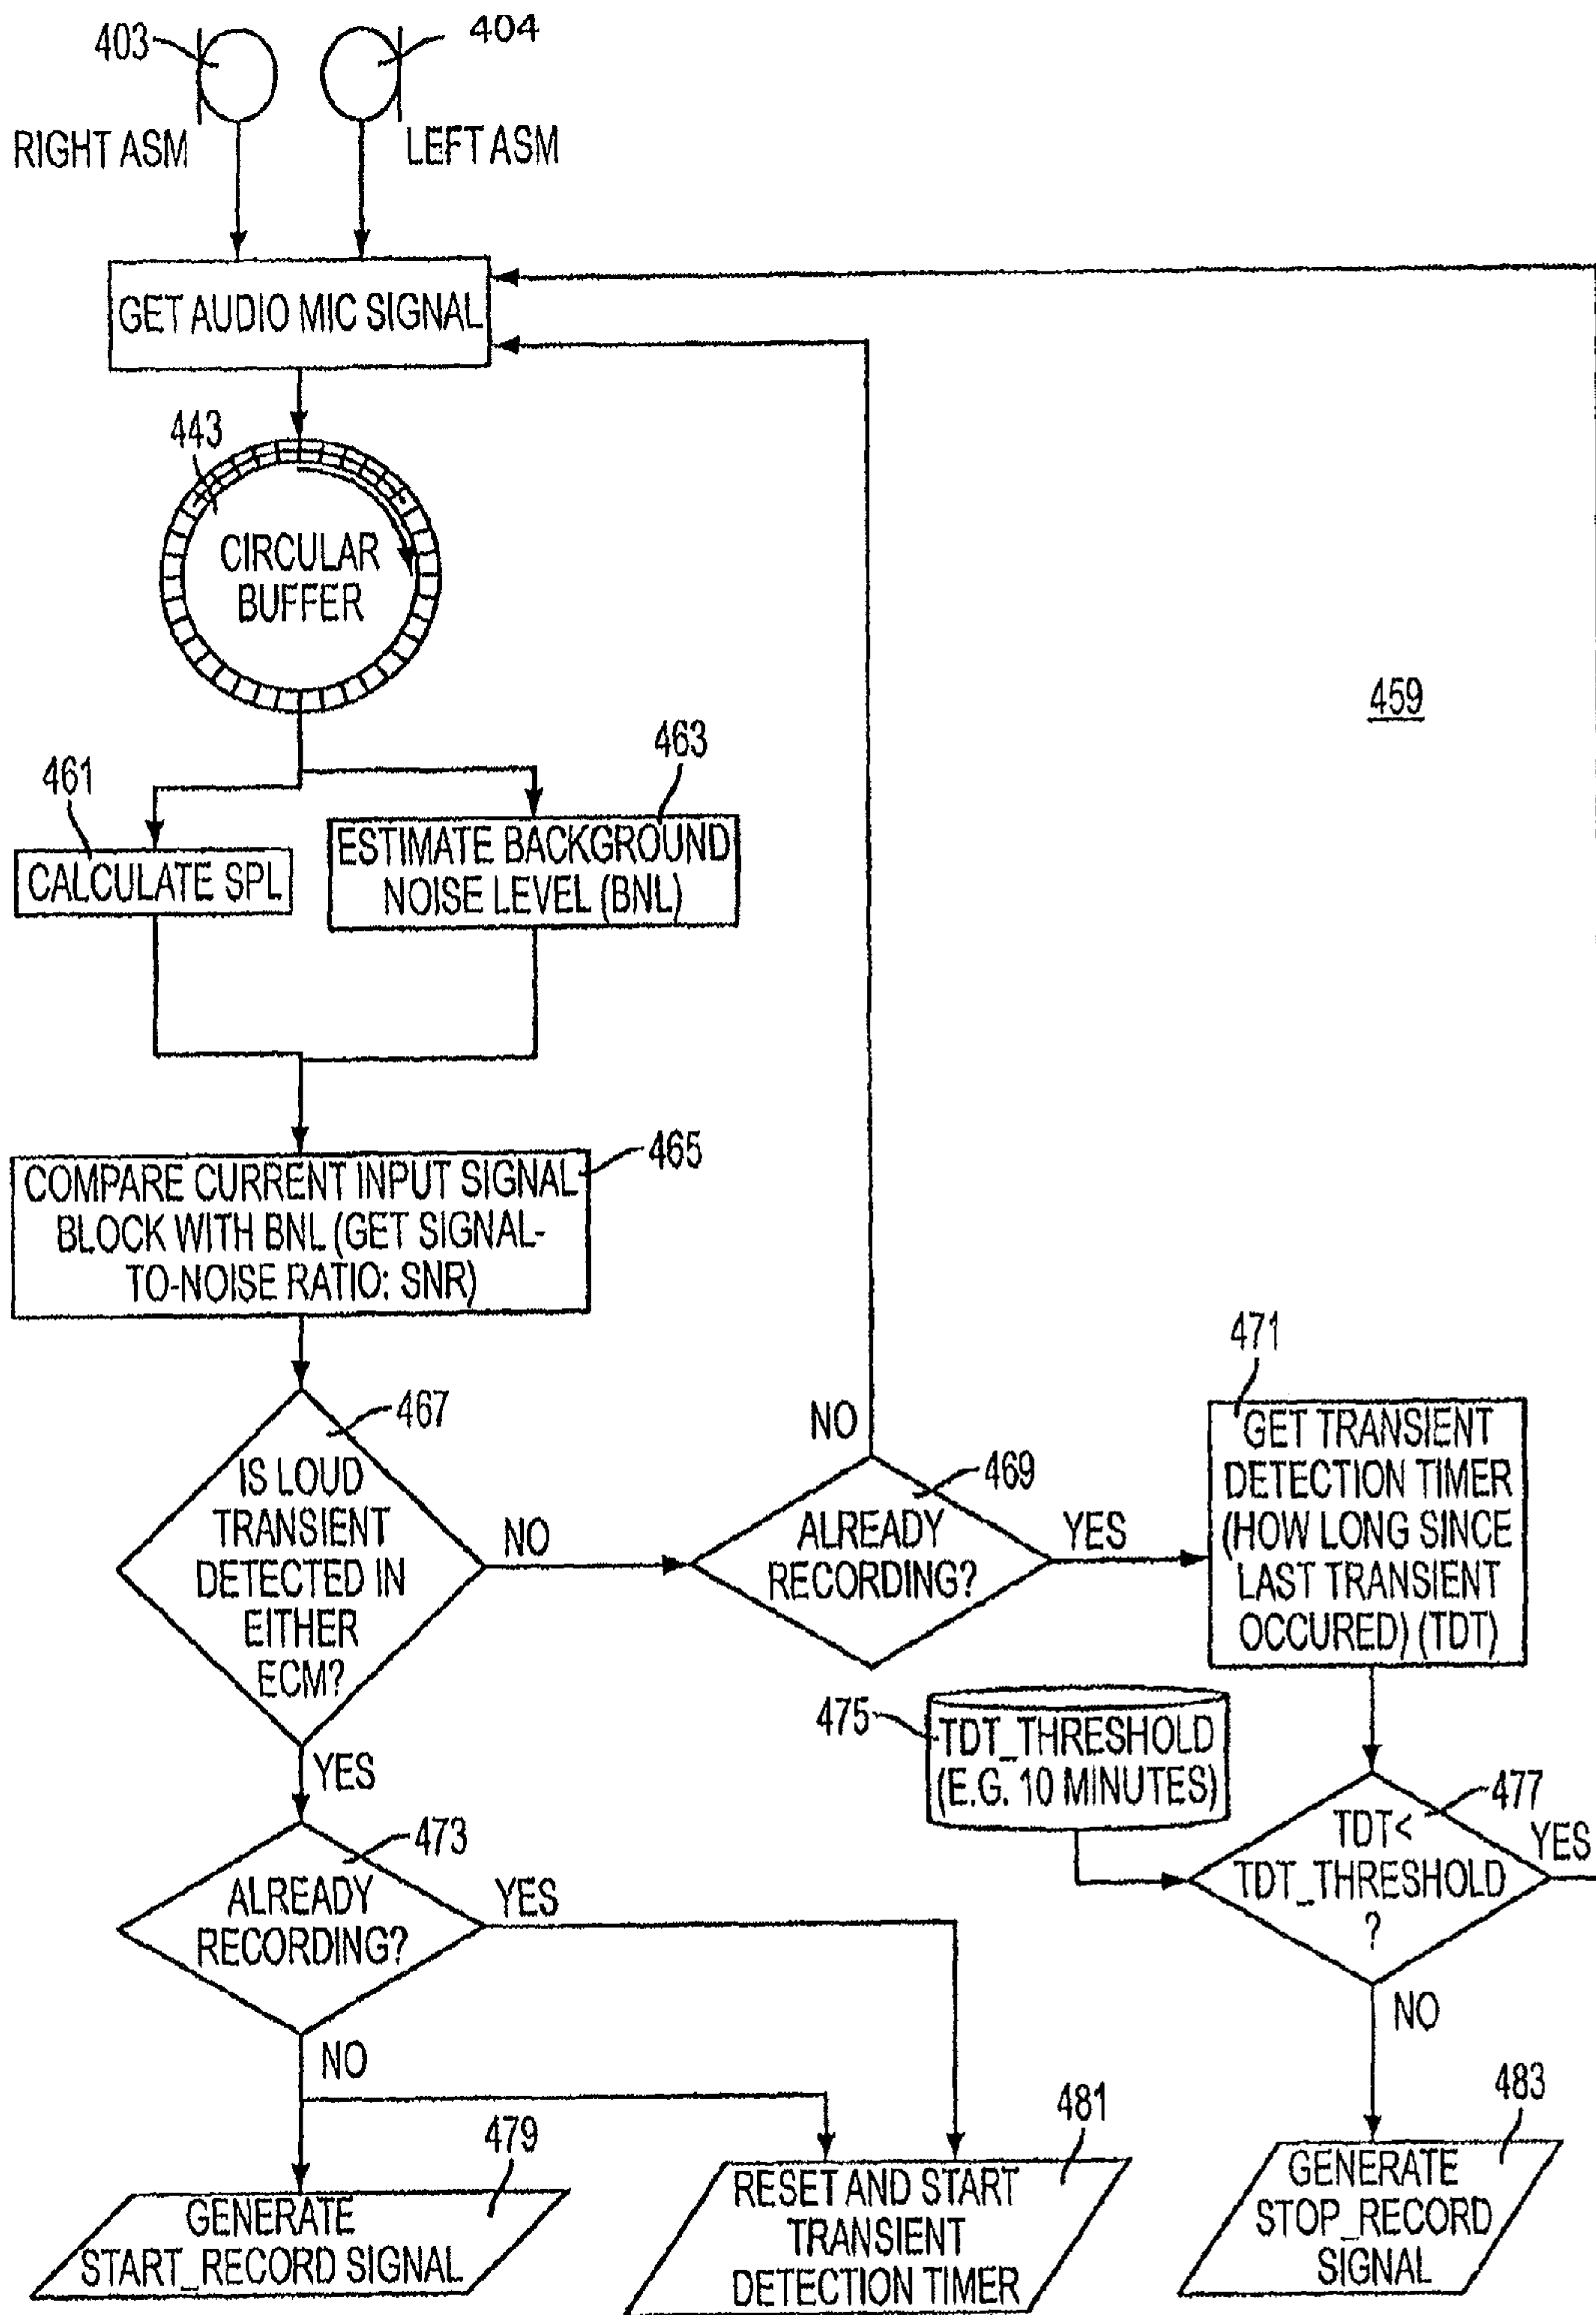 403
404
RIGHT ASM
LEFT ASM
GET AUDIO MIC SIGNAL
443
CIRCULAR
BUFFER
459
461
463
CALCULATE SPL
ESTIMATE BACKGROUND
NOISE LEVEL (BNL)
465
COMPARE CURRENT INPUT SIGNAL
BLOCK WITH BNL (GET SIGNAL-
TO-NOISE RATIO: SNR)
467
IS LOUD
TRANSIENT
DETECTED IN
EITHER
ECM?
NO
YES
469
ALREADY
RECORDING?
NO
YES
471
GET TRANSIENT
DETECTION TIMER
(HOW LONG SINCE
LAST TRANSIENT
OCCURED) (TDT)
475
TDT_THRESHOLD
(E.G. 10 MINUTES)
477
TDT<
TDT_THRESHOLD
?
YES
NO
473
ALREADY
RECORDING?
YES
NO
479
GENERATE
START_RECORD SIGNAL
481
RESET AND START
TRANSIENT
DETECTION TIMER
483
GENERATE
STOP_RECORD
SIGNAL